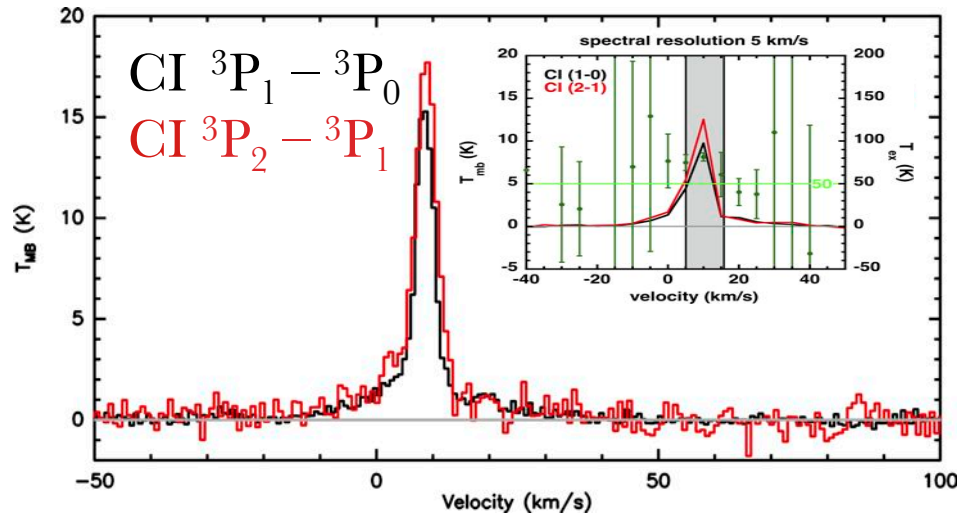 20
15
10
5
0
T_MB (K)
CI ³P₁ – ³P₀
CI ³P₂ – ³P₁
spectral resolution 5 km/s
CI (1-0)
CI (2-1)
20
15
10
5
0
-5
T_mb (K)
200
150
100
50
0
-50
T_ex (K)
50
-40 -20 0 20 40
velocity (km/s)
−50 0 50 100
Velocity (km/s)